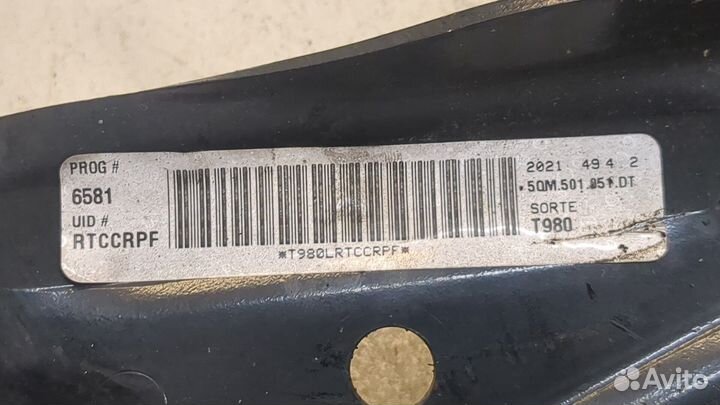 PROG #
6581
UID #
RTCCRPF
*T980LRTCCRPF*
2021 49 4 2
5QM.501.051.DT
SORTE
T980
Avito